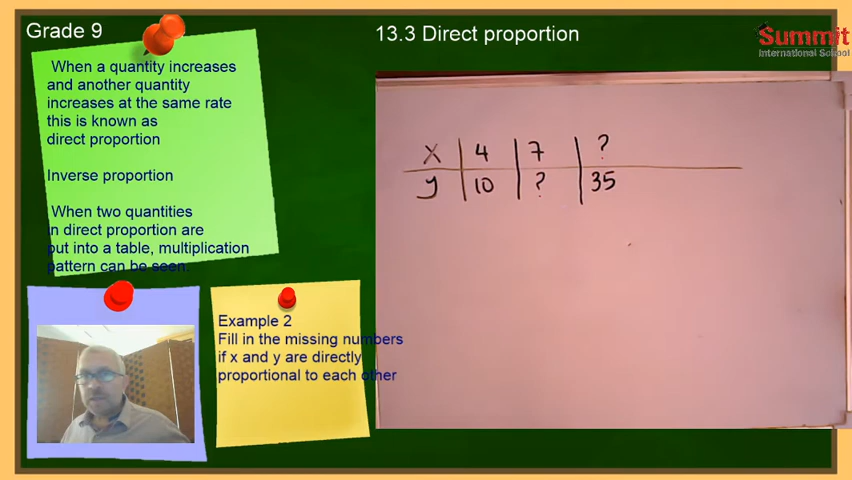 Grade 9
13.3 Direct proportion
Summit
International School
When a quantity increases
and another quantity
increases at the same rate
this is known as
direct proportion
Inverse proportion
When two quantities
in direct proportion are
put into a table, multiplication
pattern can be seen.
x 4 7 ?
y 10 ? 35
Example 2
Fill in the missing numbers
if x and y are directly
proportional to each other